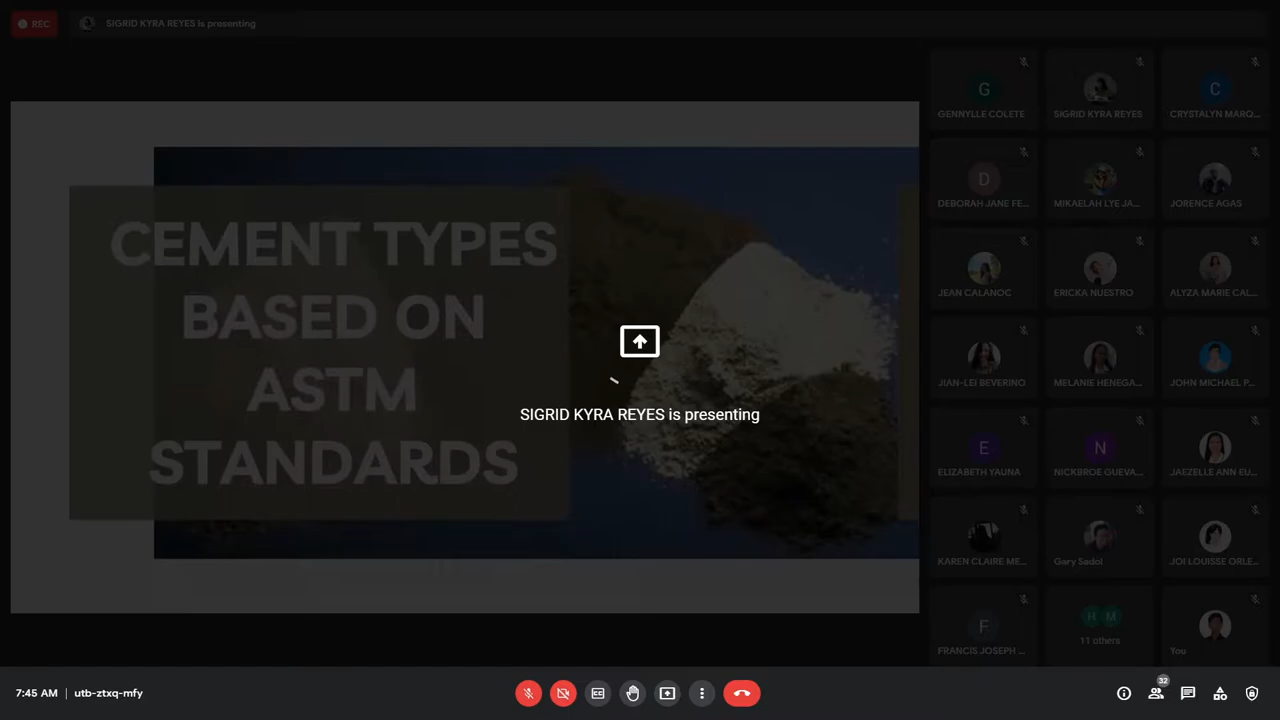 REC
SIGRID KYRA REYES is presenting
G
GENNYLLE COLETE
SIGRID KYRA REYES
C
CRYSTALYN MARQ...
D
DEBORAH JANE FE...
MIKAELAH LYE JA...
JORENCE AGAS
JEAN CALANOC
ERICKA NUESTRO
ALYZA MARIE CAL...
JIAN-LEI BEVERINO
MELANIE HENEGA...
JOHN MICHAEL P...
E
ELIZABETH YAUNA
N
NICKBROE GUEVA...
JAEZELLE ANN EU...
KAREN CLAIRE ME...
Gary Sadol
JOI LOUISSE ORLE...
F
FRANCIS JOSEPH ...
H M
11 others
You
CEMENT TYPES
BASED ON
ASTM
STANDARDS
SIGRID KYRA REYES is presenting
7:45 AM | utb-ztxq-mfy
CC
32